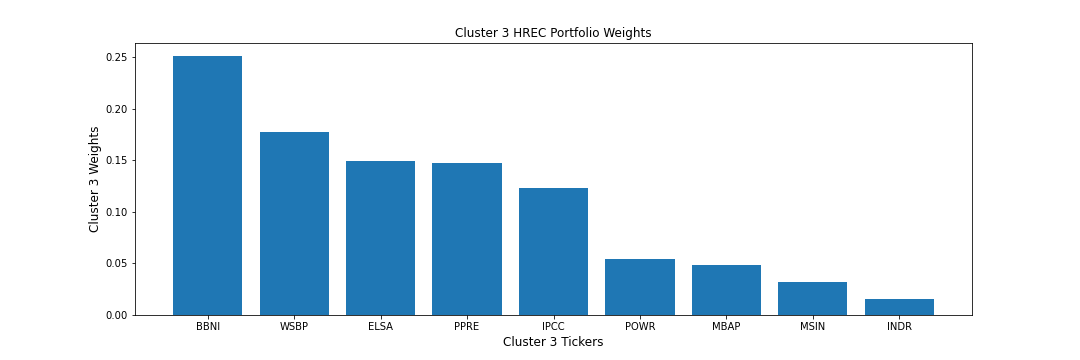 Cluster 3 HREC Portfolio Weights
Cluster 3 Weights
0.25
0.20
0.15
0.10
0.05
0.00
BBNI WSBP ELSA PPRE IPCC POWR MBAP MSIN INDR
Cluster 3 Tickers